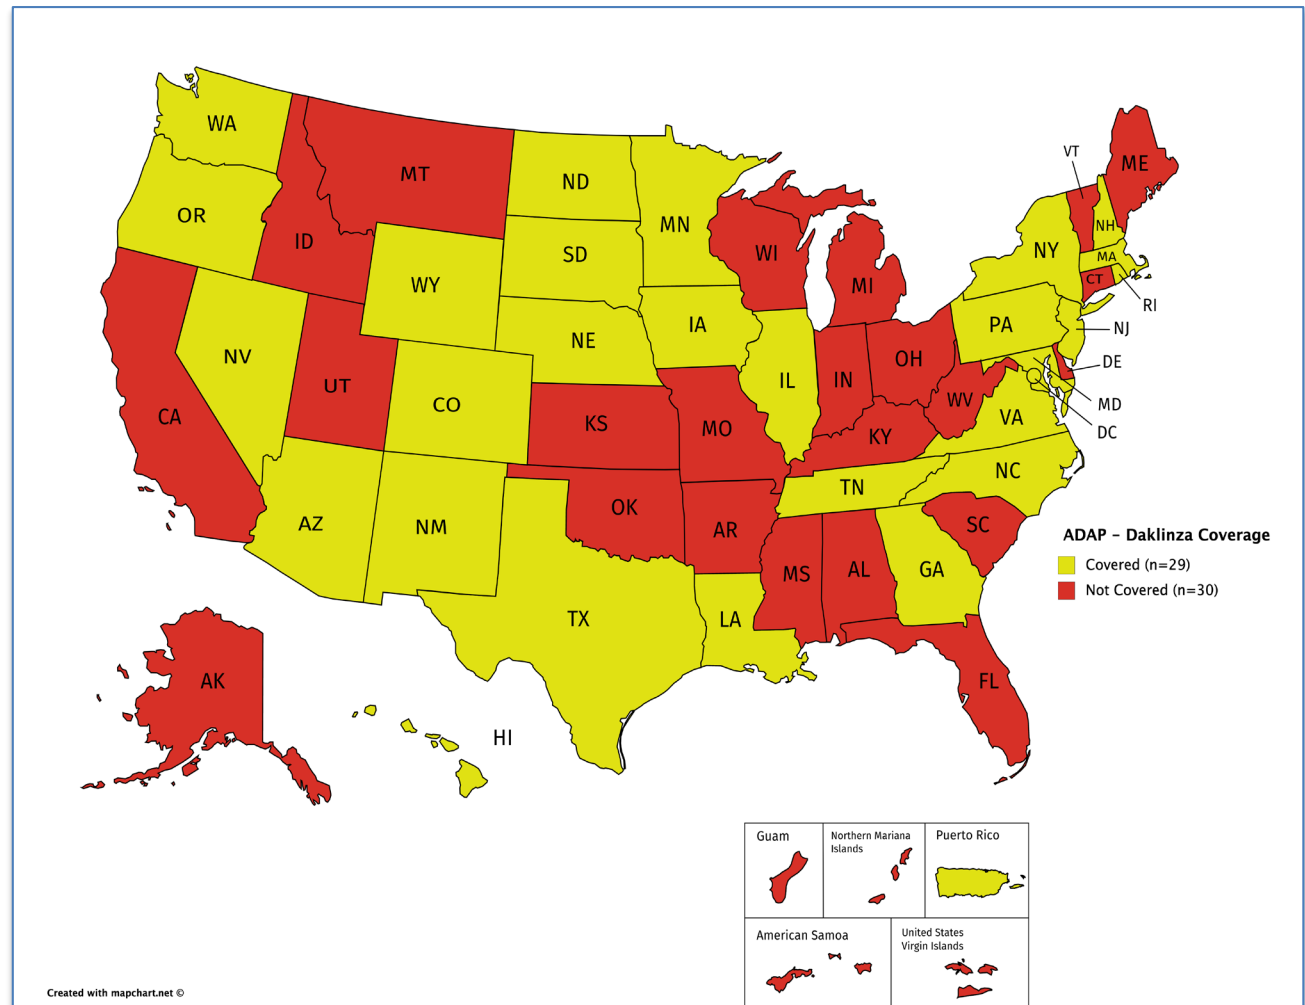 WA
MT
ME
VT
ND
OR
MN
NH
ID
SD
WI
NY
MA
WY
MI
CT
RI
IA
PA
NJ
NE
NV
OH
DE
UT
IL
IN
CO
WV
MD
CA
KS
MO
VA
KY
DC
NC
TN
AZ
NM
OK
AR
SC
ADAP – Daklinza Coverage
Covered (n=29)
Not Covered (n=30)
MS
AL
GA
TX
LA
AK
FL
HI
Guam
Northern Mariana
Islands
Puerto Rico
American Samoa
United States
Virgin Islands
Created with mapchart.net ©